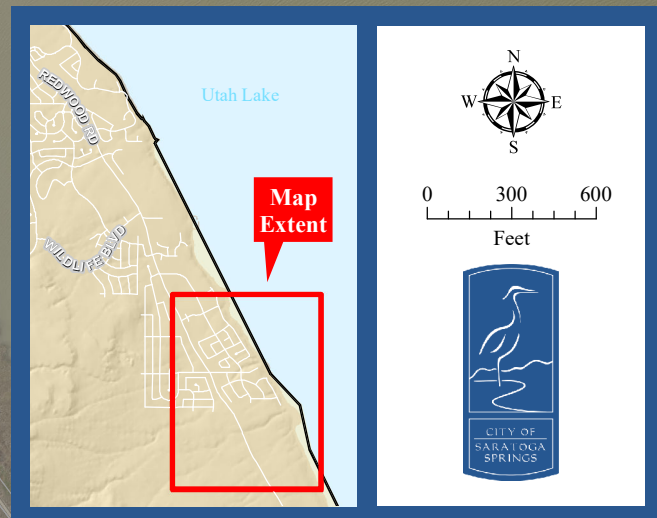 Utah Lake
REDWOOD RD
WILDLIFE BLVD
Map
Extent
N
W E
S
0 300 600
Feet
CITY OF
SARATOGA
SPRINGS